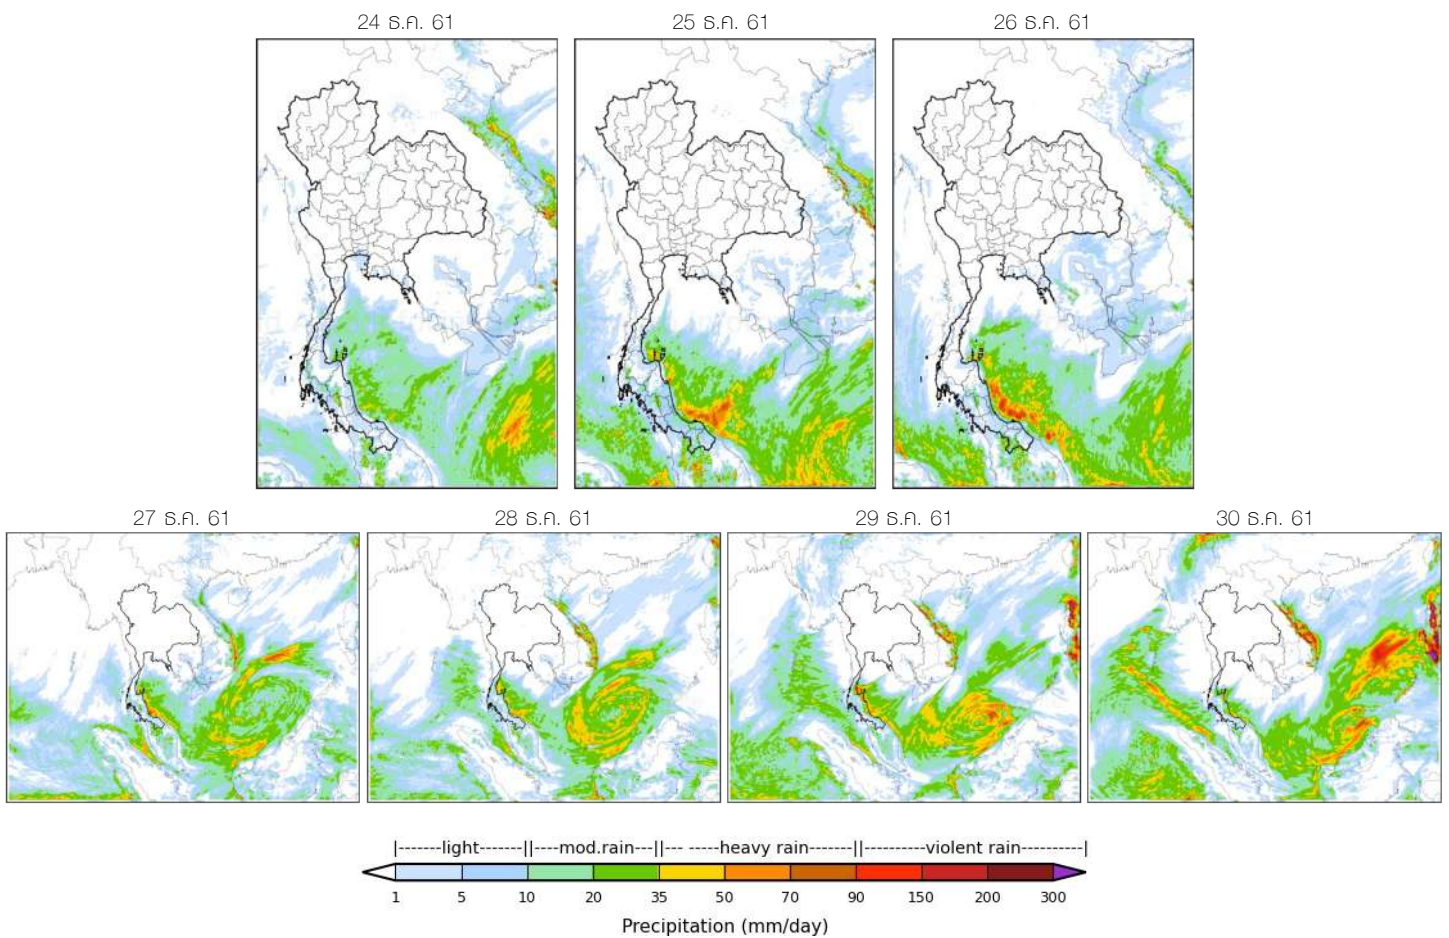 24 ธ.ค. 61
25 ธ.ค. 61
26 ธ.ค. 61
27 ธ.ค. 61
28 ธ.ค. 61
29 ธ.ค. 61
30 ธ.ค. 61
|-------light-------||----mod.rain---||--- -----heavy rain-------||----------violent rain----------|
1 5 10 20 35 50 70 90 150 200 300
Precipitation (mm/day)